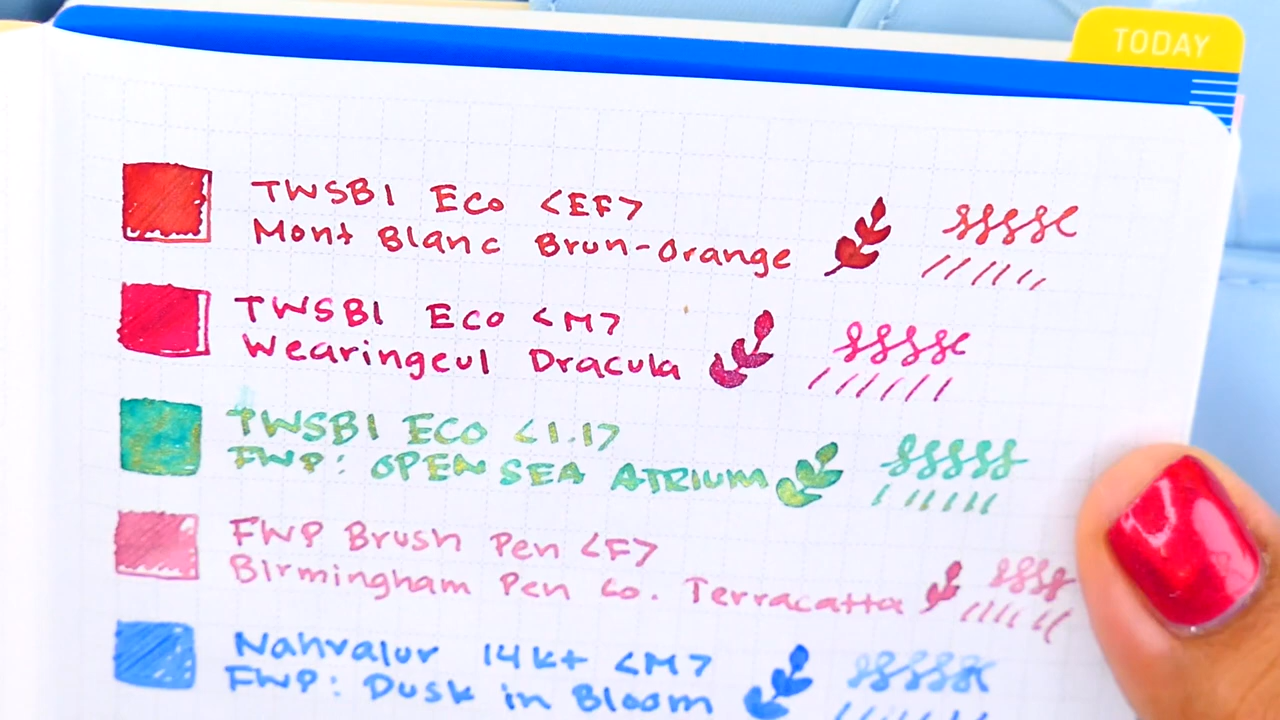 TODAY
TWSBI Eco <EF>
Mont Blanc Brun-Orange
TWSBI Eco <M>
Wearingeul Dracula
TWSBI ECO <1.1>
FWP: OPEN SEA ATRIUM
FWP Brush Pen <F>
Birmingham Pen Co. Terracatta
Nahvalur 14k+ <M>
FWP: Dusk in Bloom